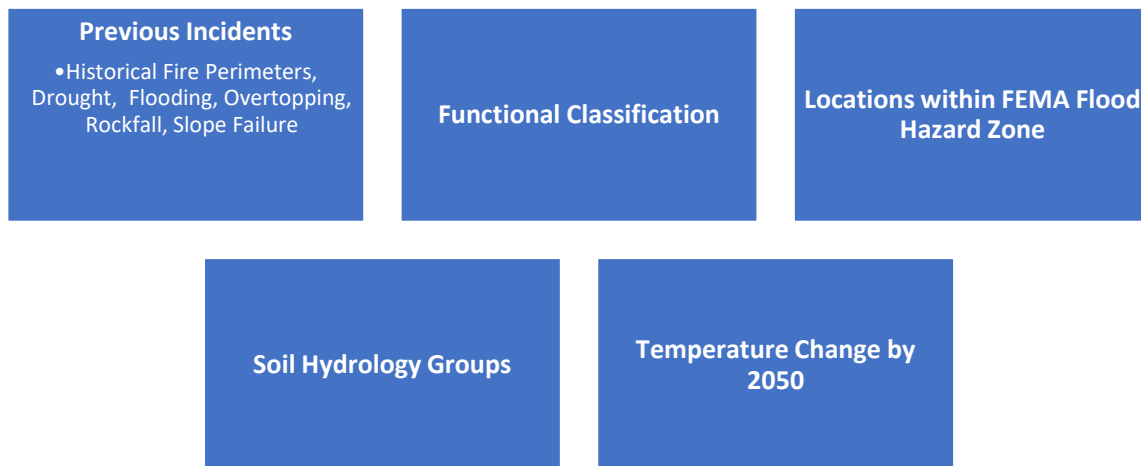 Previous Incidents
•Historical Fire Perimeters,
Drought, Flooding, Overtopping,
Rockfall, Slope Failure
Functional Classification
Locations within FEMA Flood
Hazard Zone
Soil Hydrology Groups
Temperature Change by
2050